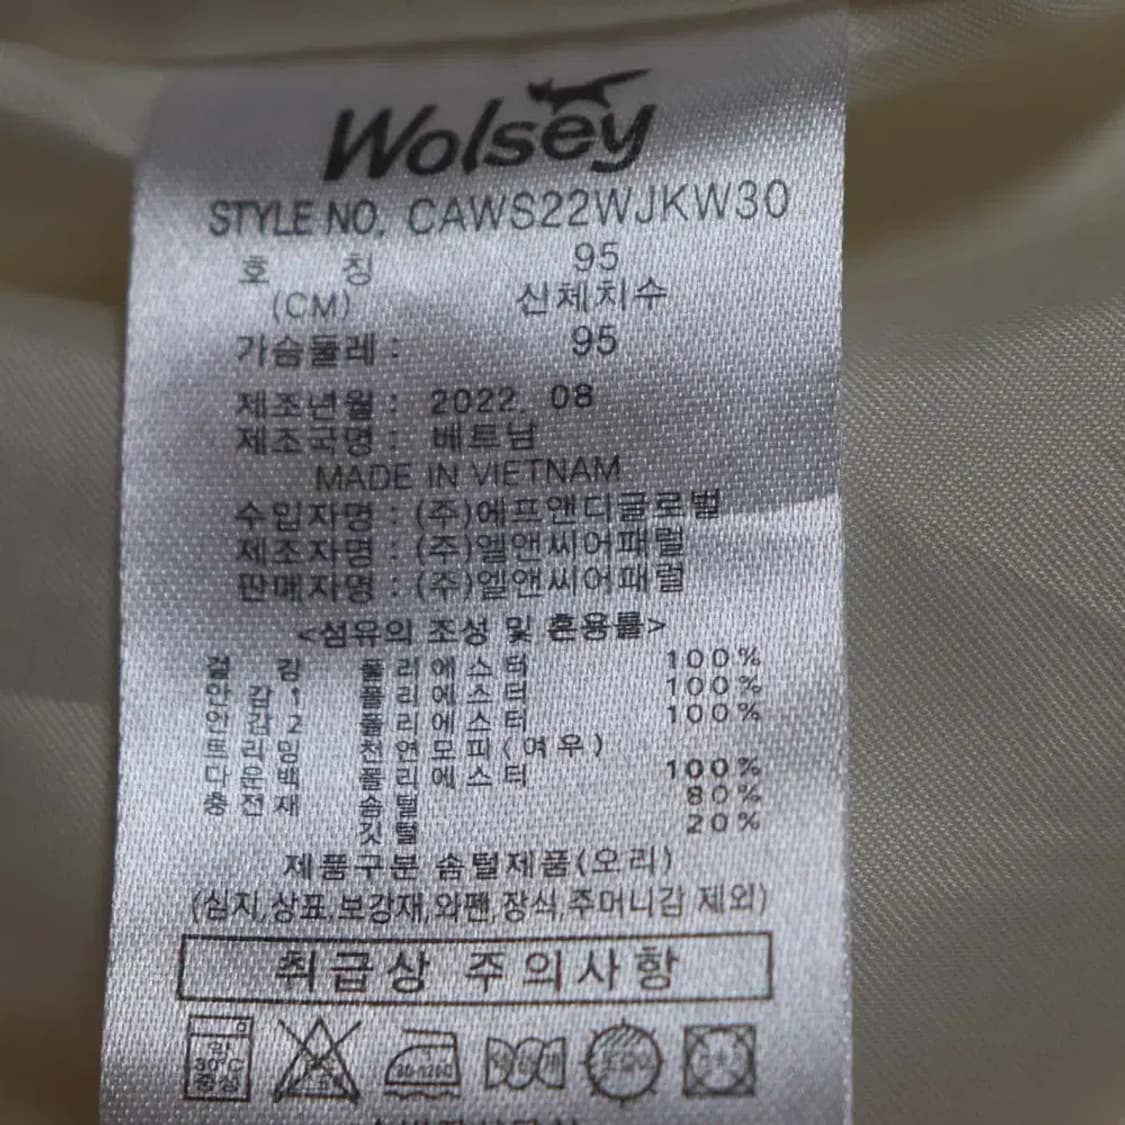 Wolsey
STYLE NO. CAWS22WJKW30
호 칭 95
(CM) 신체치수
가슴둘레 : 95
제조년월 : 2022. 08
제조국명 : 베트남
MADE IN VIETNAM
수입자명 : (주)에프앤디글로벌
제조자명 : (주)엘앤씨어패럴
판매자명 : (주)엘앤씨어패럴
<섬유의 조성 및 혼용률>
겉 감 폴리에스터 100%
안 감1 폴리에스터 100%
안 감2 폴리에스터 100%
트리밍 천연모피(여우)
다운백 폴리에스터 100%
충전재 솜털 80%
깃털 20%
제품구분 솜털제품(오리)
(심지,상표,보강재,와펜,장식,주머니감 제외)
취급상 주의사항
약
30℃
중성